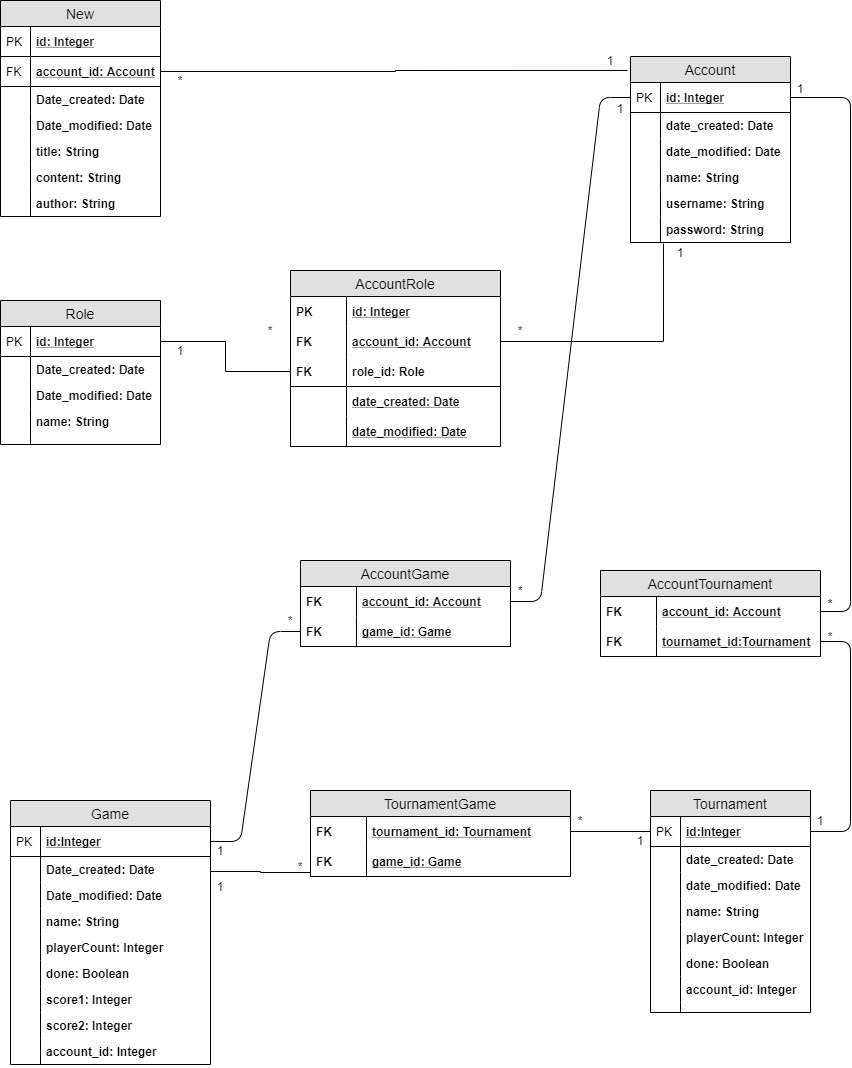 New
PK id: Integer
FK account_id: Account
Date_created: Date
Date_modified: Date
title: String
content: String
author: String
*
1
Account
PK id: Integer
date_created: Date
date_modified: Date
name: String
username: String
password: String
1
1
1
Role
PK id: Integer
Date_created: Date
Date_modified: Date
name: String
1
*
AccountRole
PK id: Integer
FK account_id: Account
FK role_id: Role
date_created: Date
date_modified: Date
*
AccountGame
FK account_id: Account
FK game_id: Game
*
*
AccountTournament
FK account_id: Account
FK tournamet_id:Tournament
*
*
Game
PK id:Integer
Date_created: Date
Date_modified: Date
name: String
playerCount: Integer
done: Boolean
score1: Integer
score2: Integer
account_id: Integer
1
1
*
TournamentGame
FK tournament_id: Tournament
FK game_id: Game
*
1
Tournament
PK id:Integer
date_created: Date
date_modified: Date
name: String
playerCount: Integer
done: Boolean
account_id: Integer
1